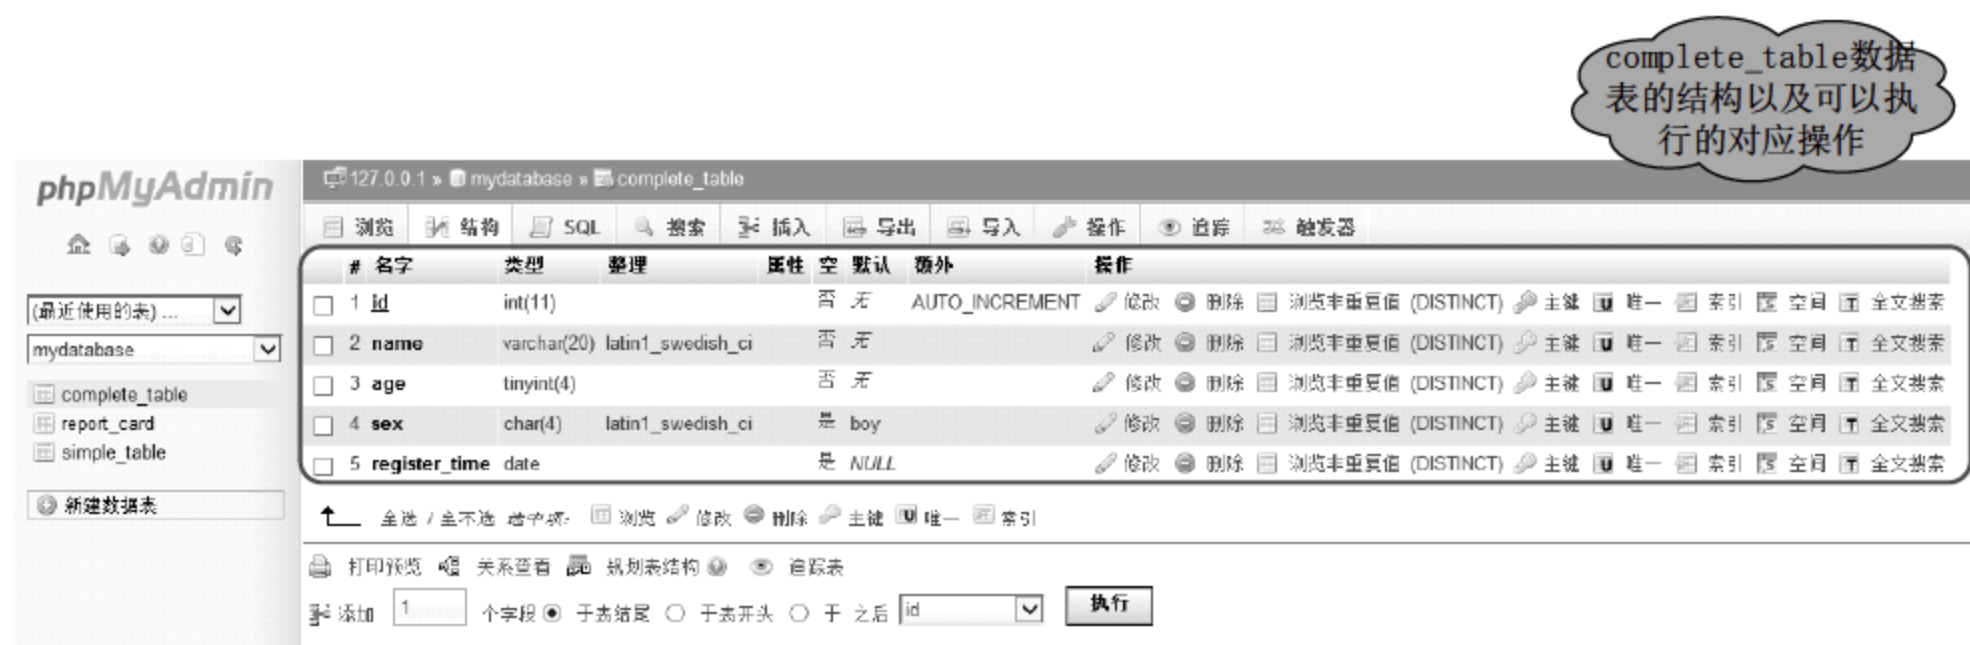 complete_table数据
表的结构以及可以执
行的对应操作
phpMyAdmin
127.0.0.1 » mydatabase » complete_table
浏览 结构 SQL 搜索 插入 导出 导入 操作 追踪 触发器
(最近使用的表) ...
mydatabase
complete_table
report_card
simple_table
新建数据表
# 名字 类型 整理 属性 空 默认 额外 操作
1 id int(11) 否 无 AUTO_INCREMENT 修改 删除 浏览非重复值 (DISTINCT) 主键 唯一 索引 空间 全文搜索
2 name varchar(20) latin1_swedish_ci 否 无 修改 删除 浏览非重复值 (DISTINCT) 主键 唯一 索引 空间 全文搜索
3 age tinyint(4) 否 无 修改 删除 浏览非重复值 (DISTINCT) 主键 唯一 索引 空间 全文搜索
4 sex char(4) latin1_swedish_ci 是 boy 修改 删除 浏览非重复值 (DISTINCT) 主键 唯一 索引 空间 全文搜索
5 register_time date 是 NULL 修改 删除 浏览非重复值 (DISTINCT) 主键 唯一 索引 空间 全文搜索
全选 / 全不选 选中项: 浏览 修改 删除 主键 唯一 索引
打印预览 关系查看 规划表结构 追踪表
添加 1 个字段 于表结尾 于表开头 于 之后 id 执行